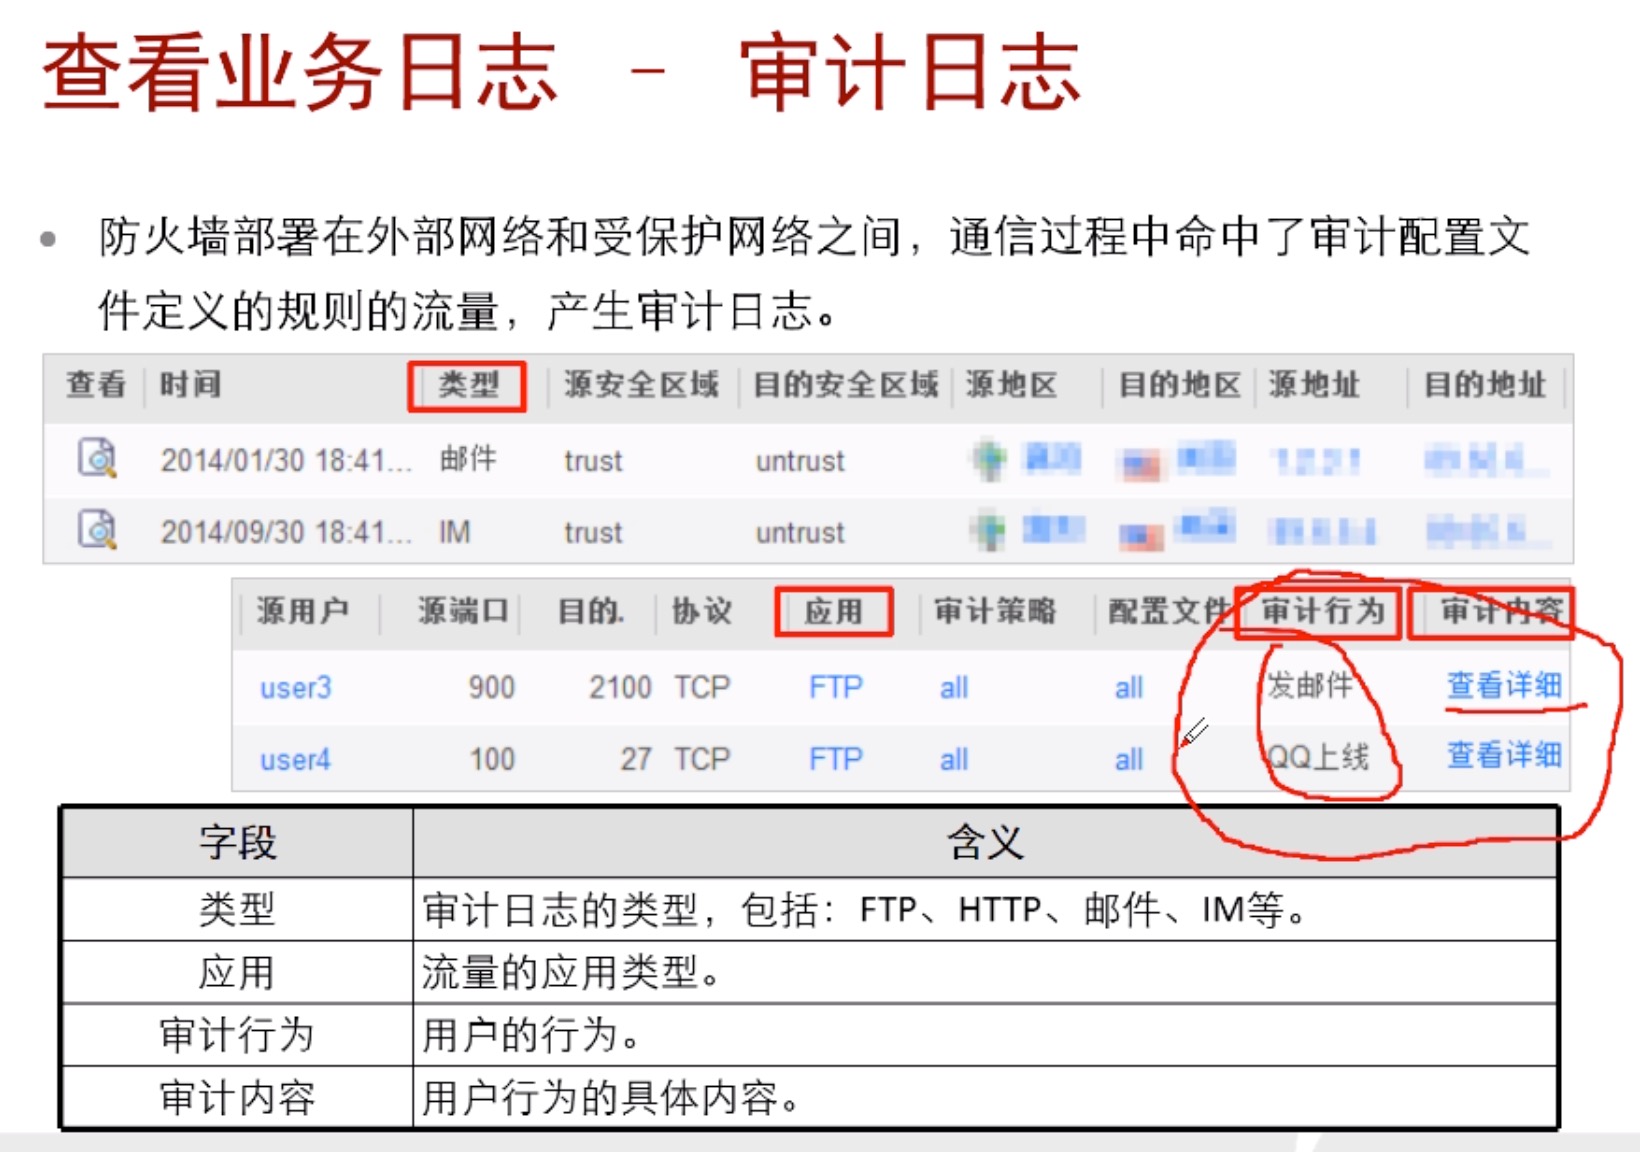 查看业务日志 - 审计日志
防火墙部署在外部网络和受保护网络之间，通信过程中命中了审计配置文
件定义的规则的流量，产生审计日志。
查看 时间 类型 源安全区域 目的安全区域 源地区 目的地区 源地址 目的地址
2014/01/30 18:41... 邮件 trust untrust
2014/09/30 18:41... IM trust untrust
源用户 源端口 目的. 协议 应用 审计策略 配置文件 审计行为 审计内容
user3 900 2100 TCP FTP all all 发邮件 查看详细
user4 100 27 TCP FTP all all QQ上线 查看详细
字段 含义
类型 审计日志的类型，包括：FTP、HTTP、邮件、IM等。
应用 流量的应用类型。
审计行为 用户的行为。
审计内容 用户行为的具体内容。